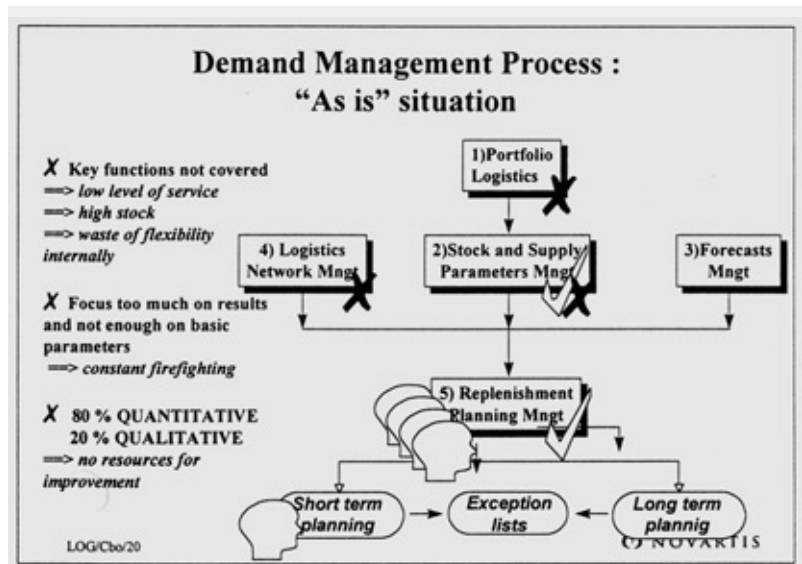 Demand Management Process :
“As is” situation
✗ Key functions not covered
==> low level of service
==> high stock
==> waste of flexibility
internally
✗ Focus too much on results
and not enough on basic
parameters
==> constant firefighting
✗ 80 % QUANTITATIVE
20 % QUALITATIVE
==> no resources for
improvement
1)Portfolio
Logistics
4) Logistics
Network Mngt
2)Stock and Supply
Parameters Mngt
3)Forecasts
Mngt
5) Replenishment
Planning Mngt
Short term
planning
Exception
lists
Long term
plannig
LOG/Cbo/20
NOVARTIS